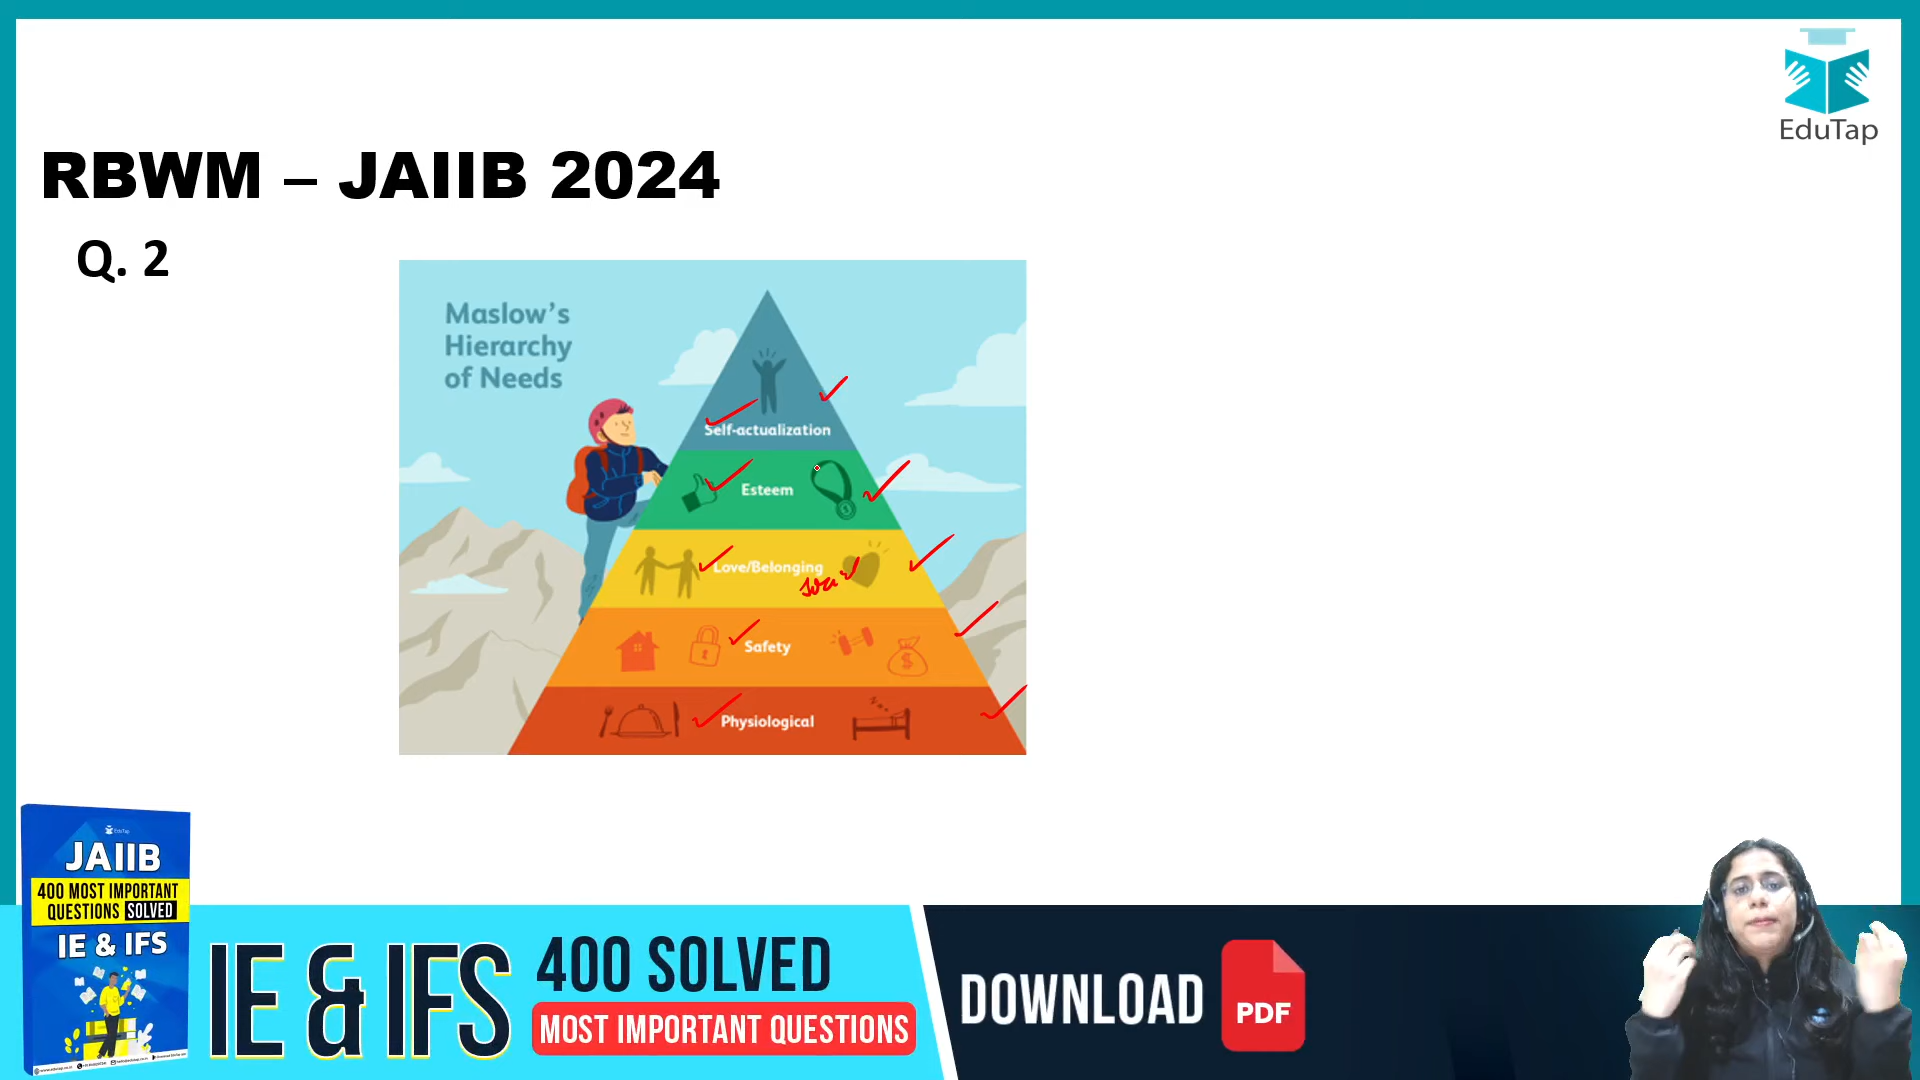 EduTap
RBWM – JAIIB 2024
Q. 2
Maslow's
Hierarchy
of Needs
Self-actualization
Esteem
Love/Belonging
Safety
$
Physiological
EduTap
JAIIB
400 MOST IMPORTANT
QUESTIONS SOLVED
IE & IFS
IE & IFS
400 SOLVED
MOST IMPORTANT QUESTIONS
DOWNLOAD
PDF